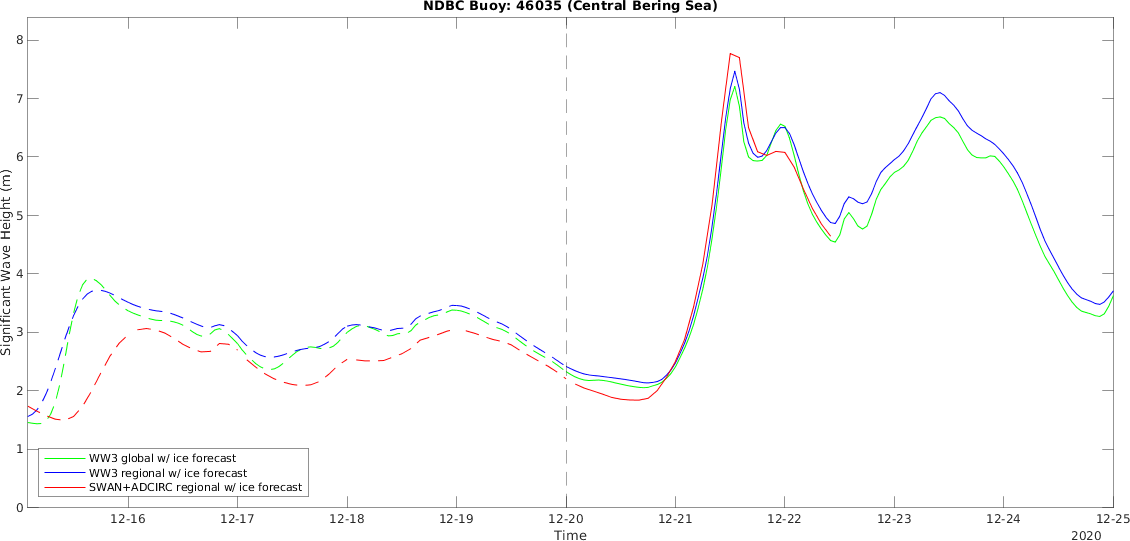 NDBC Buoy: 46035 (Central Bering Sea)
Significant Wave Height (m)
8
7
6
5
4
3
2
1
0
WW3 global w/ ice forecast
WW3 regional w/ ice forecast
SWAN+ADCIRC regional w/ ice forecast
12-16 12-17 12-18 12-19 12-20 12-21 12-22 12-23 12-24 12-25
Time
2020